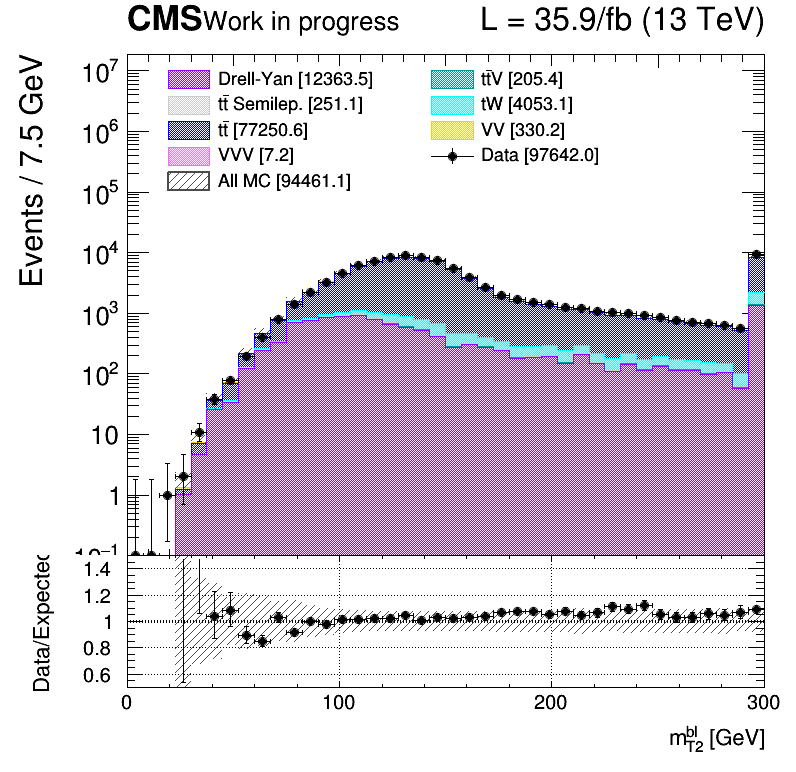 CMS Work in progress L = 35.9/fb (13 TeV)
Events / 7.5 GeV
10⁷
10⁶
10⁵
10⁴
10³
10²
10
1
10⁻¹
Drell-Yan [12363.5]
tt̄ Semilep. [251.1]
tt̄ [77250.6]
VVV [7.2]
All MC [94461.1]
tt̄V [205.4]
tW [4053.1]
VV [330.2]
Data [97642.0]
Data/Expected
1.4
1.2
1
0.8
0.6
0 100 200 300
m_T2^bl [GeV]